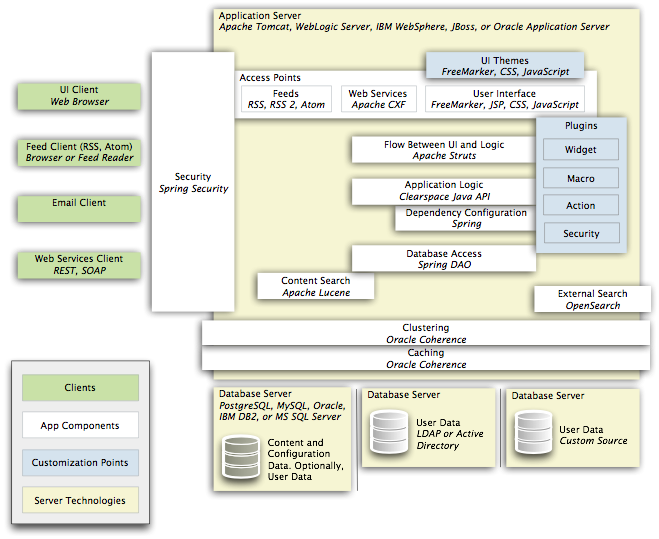 Application Server
Apache Tomcat, WebLogic Server, IBM WebSphere, JBoss, or Oracle Application Server
UI Themes
FreeMarker, CSS, JavaScript
Access Points
Feeds
RSS, RSS 2, Atom
Web Services
Apache CXF
User Interface
FreeMarker, JSP, CSS, JavaScript
UI Client
Web Browser
Feed Client (RSS, Atom)
Browser or Feed Reader
Email Client
Web Services Client
REST, SOAP
Security
Spring Security
Plugins
Widget
Macro
Action
Security
Flow Between UI and Logic
Apache Struts
Application Logic
Clearspace Java API
Dependency Configuration
Spring
Database Access
Spring DAO
Content Search
Apache Lucene
External Search
OpenSearch
Clustering
Oracle Coherence
Caching
Oracle Coherence
Clients
App Components
Customization Points
Server Technologies
Database Server
PostgreSQL, MySQL, Oracle,
IBM DB2, or MS SQL Server
Content and
Configuration
Data. Optionally,
User Data
Database Server
User Data
LDAP or Active
Directory
Database Server
User Data
Custom Source